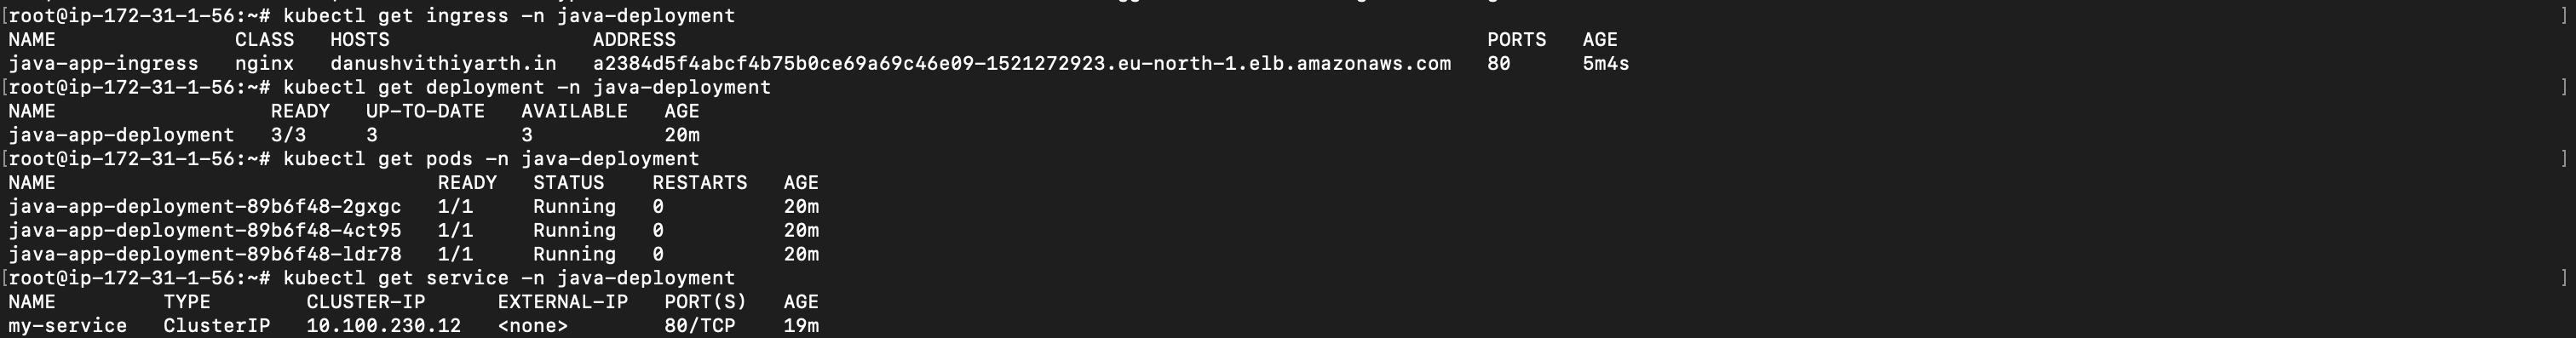 [root@ip-172-31-1-56:~# kubectl get ingress -n java-deployment ]
NAME CLASS HOSTS ADDRESS PORTS AGE
java-app-ingress nginx danushvithiyarth.in a2384d5f4abcf4b75b0ce69a69c46e09-1521272923.eu-north-1.elb.amazonaws.com 80 5m4s
[root@ip-172-31-1-56:~# kubectl get deployment -n java-deployment ]
NAME READY UP-TO-DATE AVAILABLE AGE
java-app-deployment 3/3 3 3 20m
[root@ip-172-31-1-56:~# kubectl get pods -n java-deployment ]
NAME READY STATUS RESTARTS AGE
java-app-deployment-89b6f48-2gxgc 1/1 Running 0 20m
java-app-deployment-89b6f48-4ct95 1/1 Running 0 20m
java-app-deployment-89b6f48-ldr78 1/1 Running 0 20m
[root@ip-172-31-1-56:~# kubectl get service -n java-deployment ]
NAME TYPE CLUSTER-IP EXTERNAL-IP PORT(S) AGE
my-service ClusterIP 10.100.230.12 <none> 80/TCP 19m